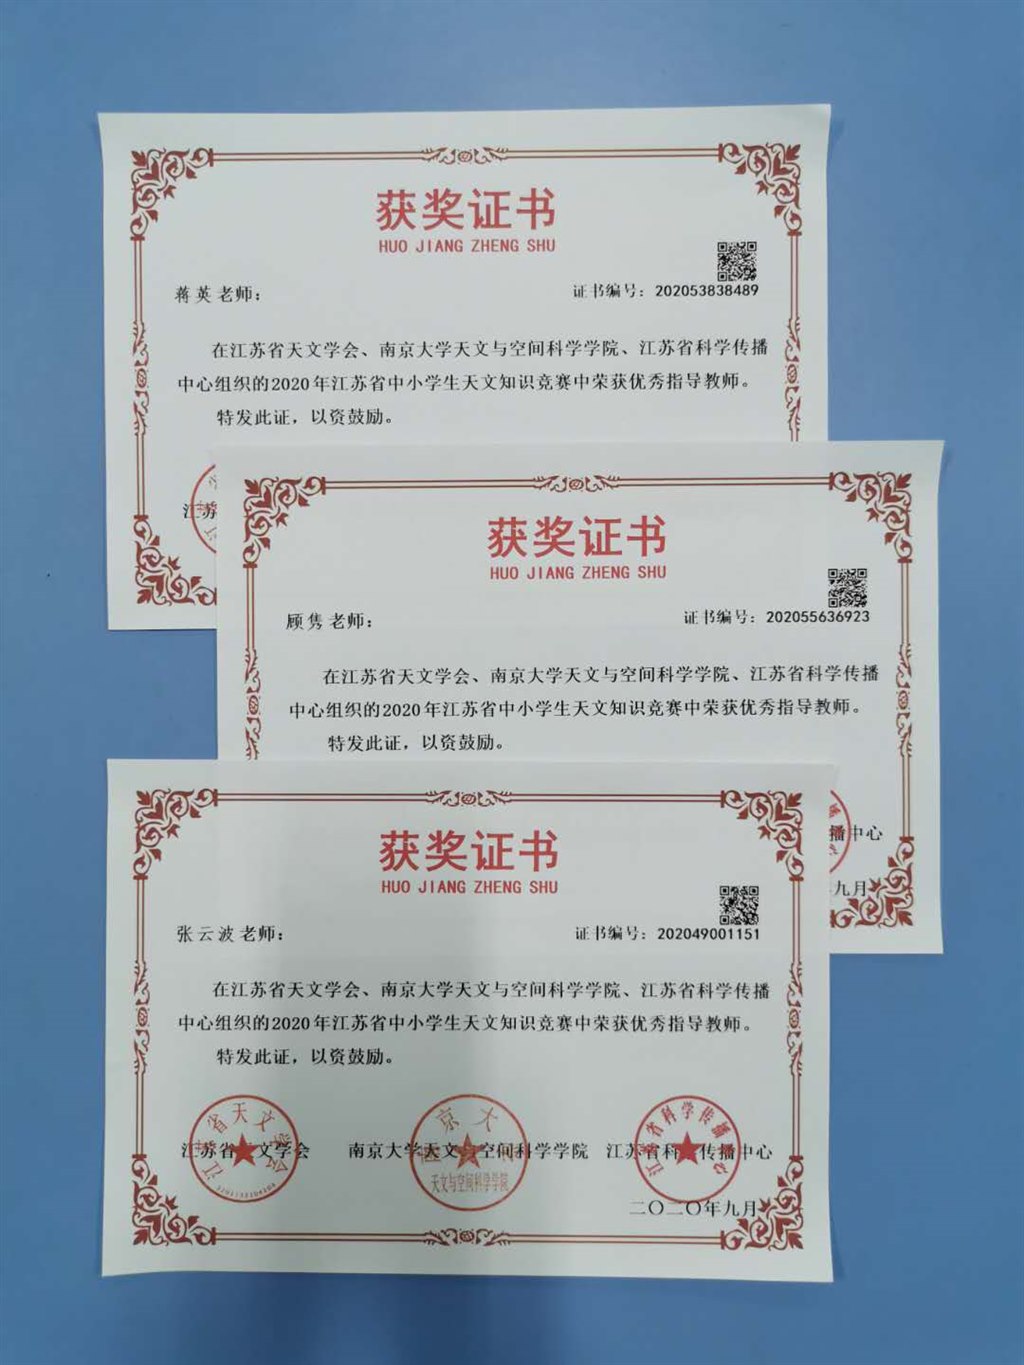 获奖证书
HUO JIANG ZHENG SHU
蒋英老师：
证书编号：202053838489
在江苏省天文学会、南京大学天文与空间科学学院、江苏省科学传播
中心组织的2020年江苏省中小学生天文知识竞赛中荣获优秀指导教师。
特发此证，以资鼓励。
江苏
获奖证书
HUO JIANG ZHENG SHU
顾隽老师：
证书编号：202055636923
在江苏省天文学会、南京大学天文与空间科学学院、江苏省科学传播
中心组织的2020年江苏省中小学生天文知识竞赛中荣获优秀指导教师。
特发此证，以资鼓励。
播中心
年九月
获奖证书
HUO JIANG ZHENG SHU
张云波老师：
证书编号：202049001151
在江苏省天文学会、南京大学天文与空间科学学院、江苏省科学传播
中心组织的2020年江苏省中小学生天文知识竞赛中荣获优秀指导教师。
特发此证，以资鼓励。
江苏省天文学会 南京大学天文与空间科学学院 江苏省科学传播中心
天文与空间科学学院
二〇二〇年九月